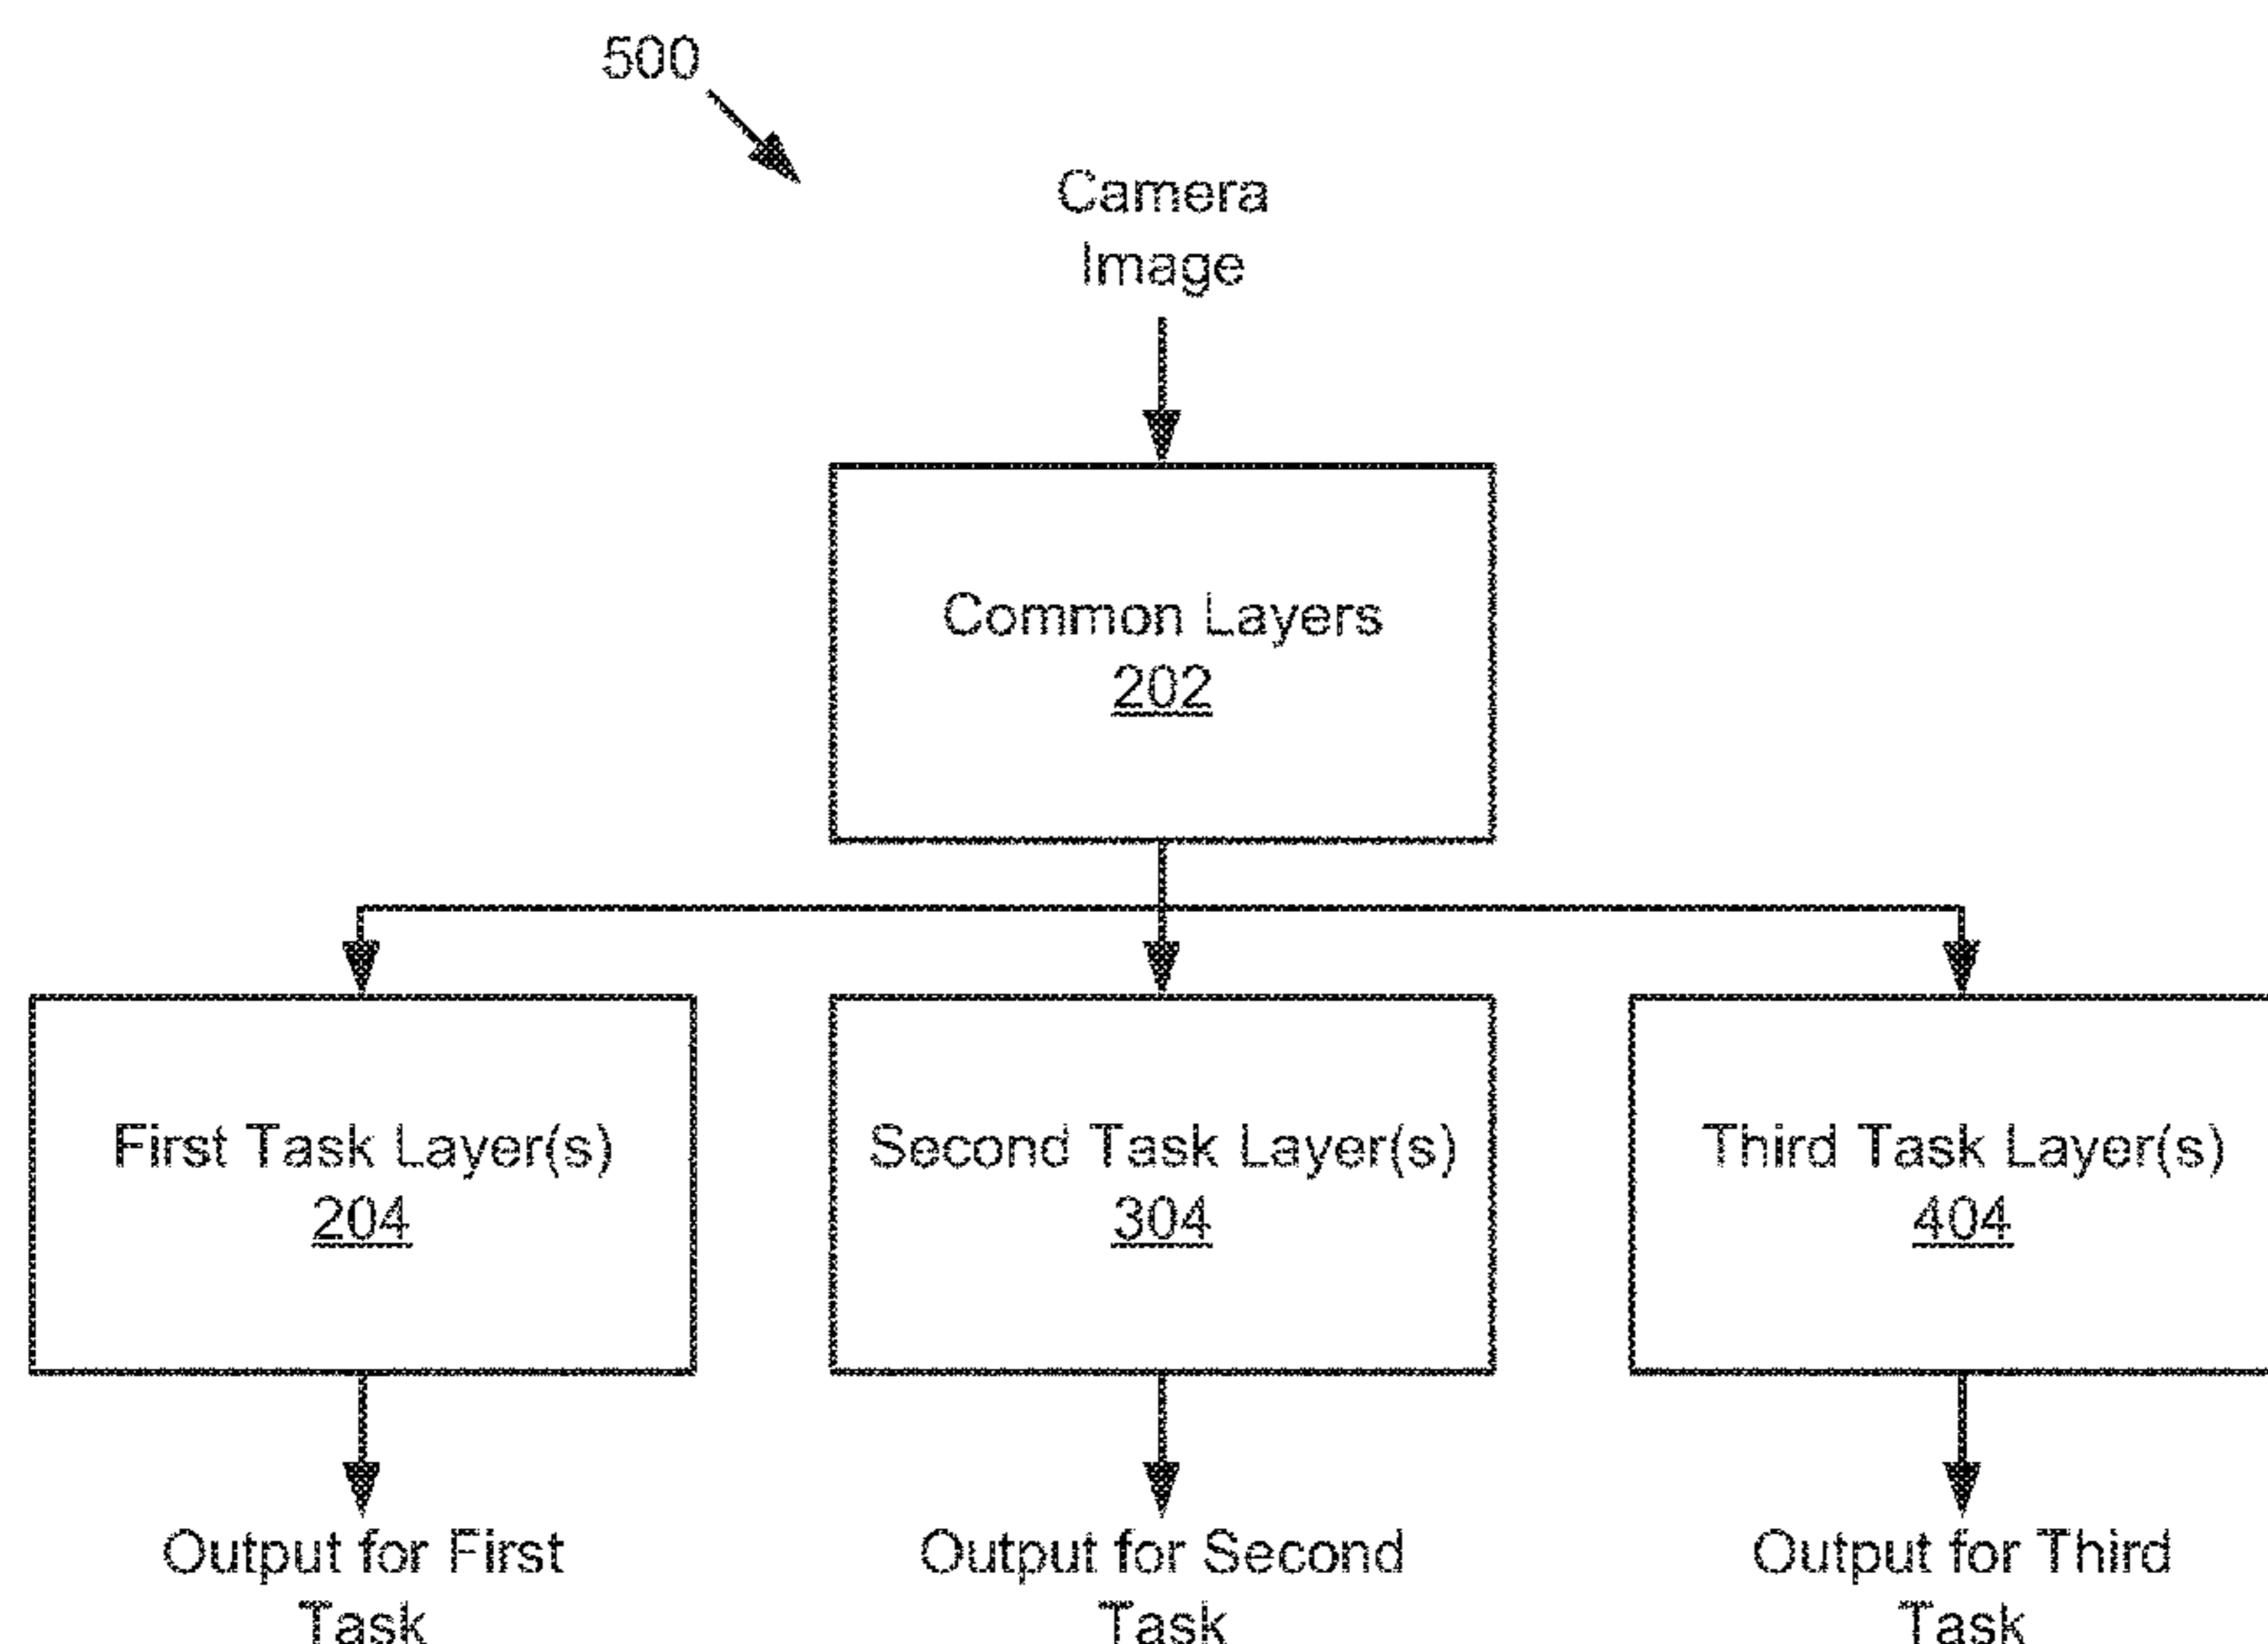 500
Camera
Image
Common Layers
202
First Task Layer(s)
204
Second Task Layer(s)
304
Third Task Layer(s)
404
Output for First
Task
Output for Second
Task
Output for Third
Task